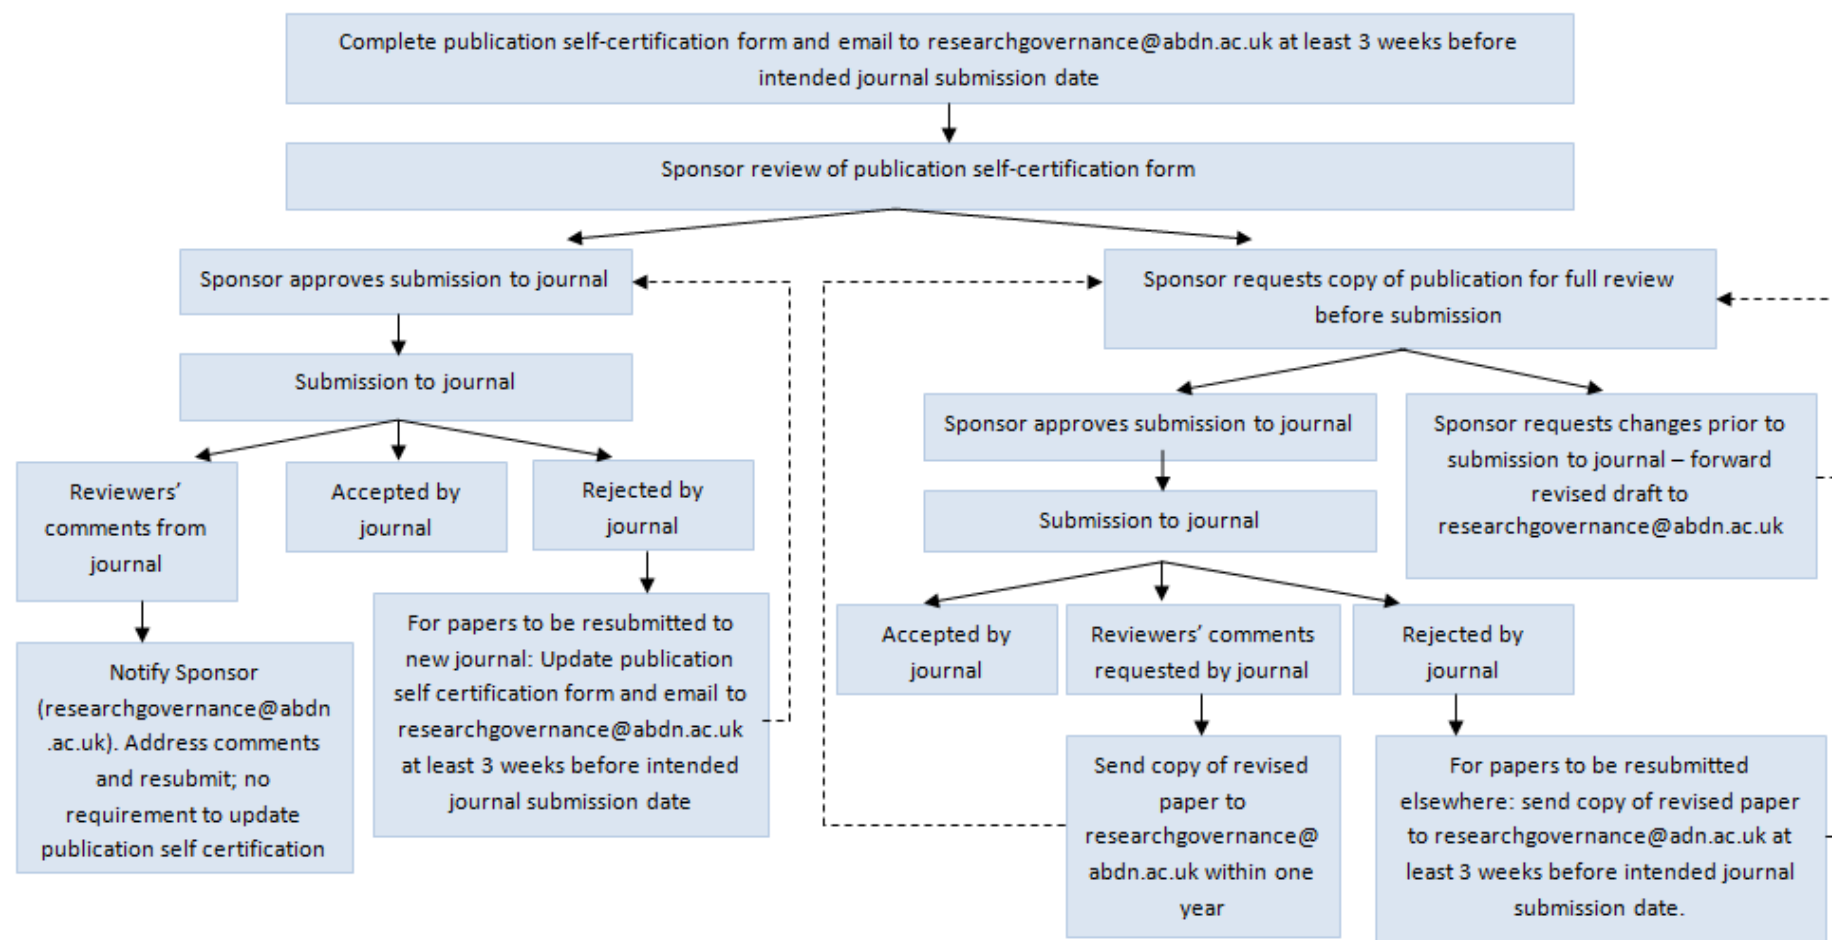 Complete publication self-certification form and email to researchgovernance@abdn.ac.uk at least 3 weeks before
intended journal submission date
Sponsor review of publication self-certification form
Sponsor approves submission to journal
Submission to journal
Reviewers’
comments from
journal
Accepted by
journal
Rejected by
journal
Notify Sponsor
(researchgovernance@abdn
.ac.uk). Address comments
and resubmit; no
requirement to update
publication self certification
For papers to be resubmitted to
new journal: Update publication
self certification form and email to
researchgovernance@abdn.ac.uk
at least 3 weeks before intended
journal submission date
Sponsor requests copy of publication for full review
before submission
Sponsor approves submission to journal
Sponsor requests changes prior to
submission to journal – forward
revised draft to
researchgovernance@abdn.ac.uk
Submission to journal
Accepted by
journal
Reviewers’ comments
requested by journal
Rejected by
journal
Send copy of revised
paper to
researchgovernance@
abdn.ac.uk within one
year
For papers to be resubmitted
elsewhere: send copy of revised paper
to researchgovernance@adn.ac.uk at
least 3 weeks before intended journal
submission date.